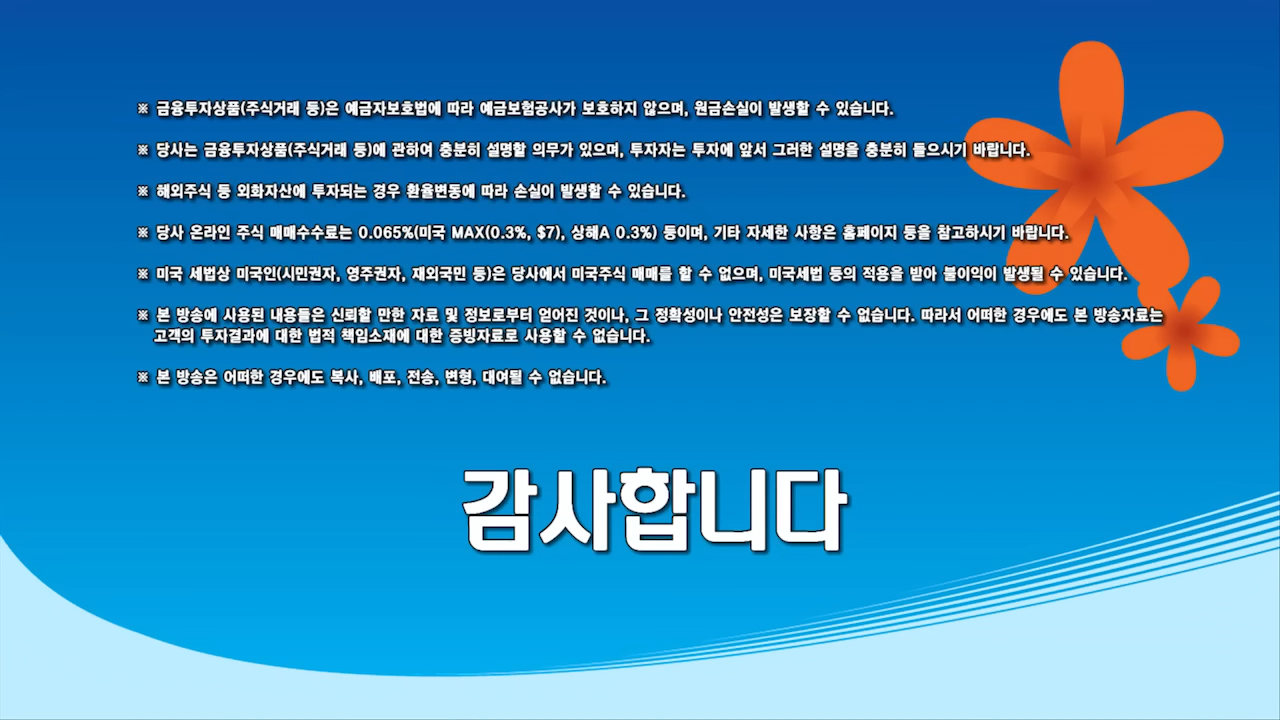 ※ 금융투자상품(주식거래 등)은 예금자보호법에 따라 예금보험공사가 보호하지 않으며, 원금손실이 발생할 수 있습니다.
※ 당사는 금융투자상품(주식거래 등)에 관하여 충분히 설명할 의무가 있으며, 투자자는 투자에 앞서 그러한 설명을 충분히 들으시기 바랍니다.
※ 해외주식 등 외화자산에 투자되는 경우 환율변동에 따라 손실이 발생할 수 있습니다.
※ 당사 온라인 주식 매매수수료는 0.065%(미국 MAX(0.3%, $7), 상해A 0.3%) 등이며, 기타 자세한 사항은 홈페이지 등을 참고하시기 바랍니다.
※ 미국 세법상 미국인(시민권자, 영주권자, 재외국민 등)은 당사에서 미국주식 매매를 할 수 없으며, 미국세법 등의 적용을 받아 불이익이 발생될 수 있습니다.
※ 본 방송에 사용된 내용들은 신뢰할 만한 자료 및 정보로부터 얻어진 것이나, 그 정확성이나 안전성은 보장할 수 없습니다. 따라서 어떠한 경우에도 본 방송자료는
고객의 투자결과에 대한 법적 책임소재에 대한 증빙자료로 사용할 수 없습니다.
※ 본 방송은 어떠한 경우에도 복사, 배포, 전송, 변형, 대여될 수 없습니다.
감사합니다